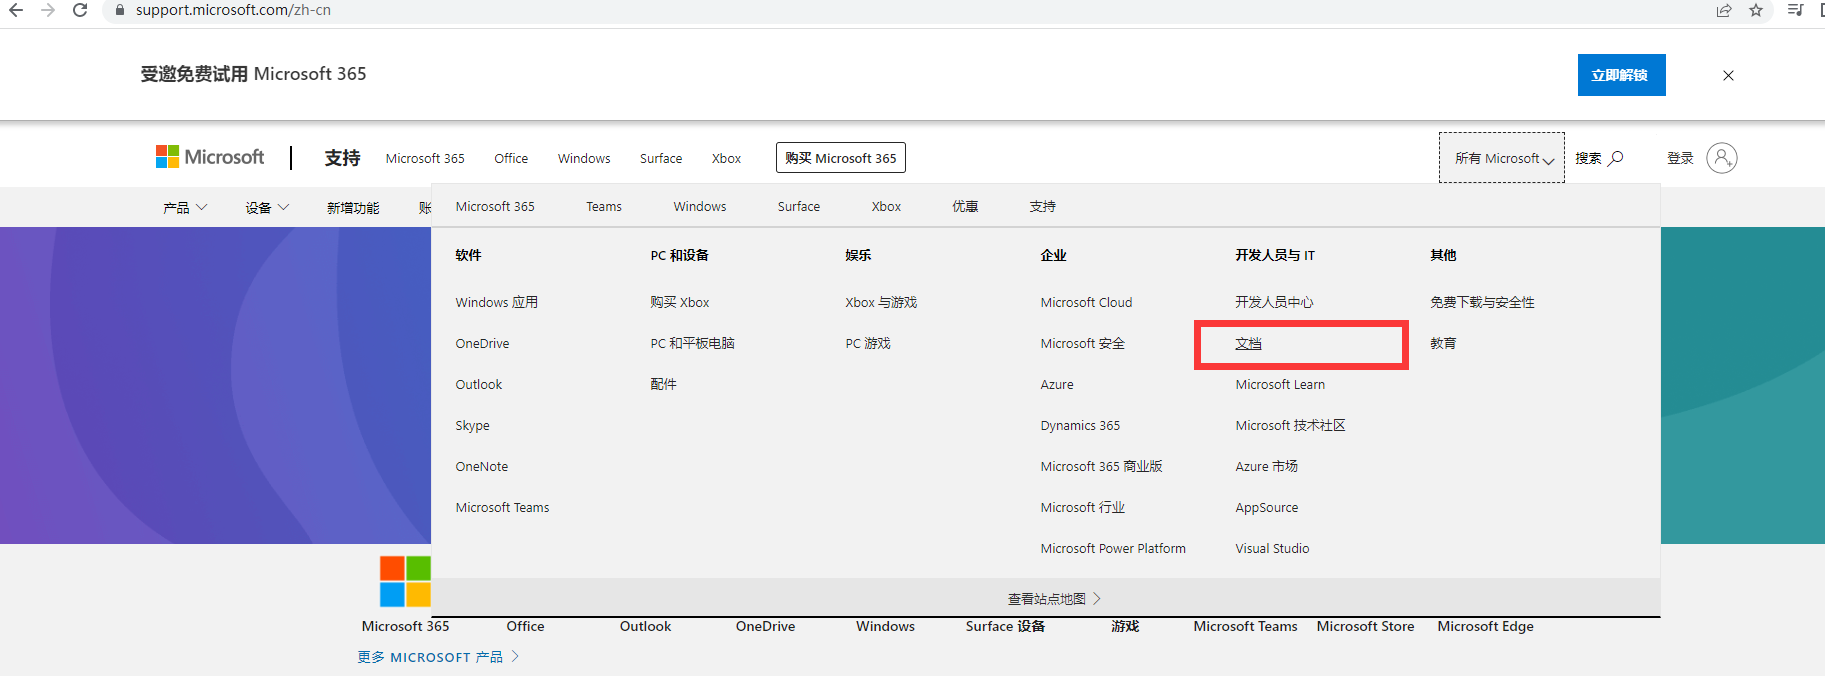 support.microsoft.com/zh-cn
受邀免费试用 Microsoft 365
立即解锁
Microsoft
支持 Microsoft 365 Office Windows Surface Xbox 购买 Microsoft 365
所有 Microsoft 搜索 登录
产品 设备 新增功能 账
Microsoft 365 Teams Windows Surface Xbox 优惠 支持
软件 PC 和设备 娱乐 企业 开发人员与 IT 其他
Windows 应用 购买 Xbox Xbox 与游戏 Microsoft Cloud 开发人员中心 免费下载与安全性
OneDrive PC 和平板电脑 PC 游戏 Microsoft 安全 文档 教育
Outlook 配件 Azure Microsoft Learn
Skype Dynamics 365 Microsoft 技术社区
OneNote Microsoft 365 商业版 Azure 市场
Microsoft Teams Microsoft 行业 AppSource
Microsoft Power Platform Visual Studio
查看站点地图
Microsoft 365 Office Outlook OneDrive Windows Surface 设备 游戏 Microsoft Teams Microsoft Store Microsoft Edge
更多 MICROSOFT 产品